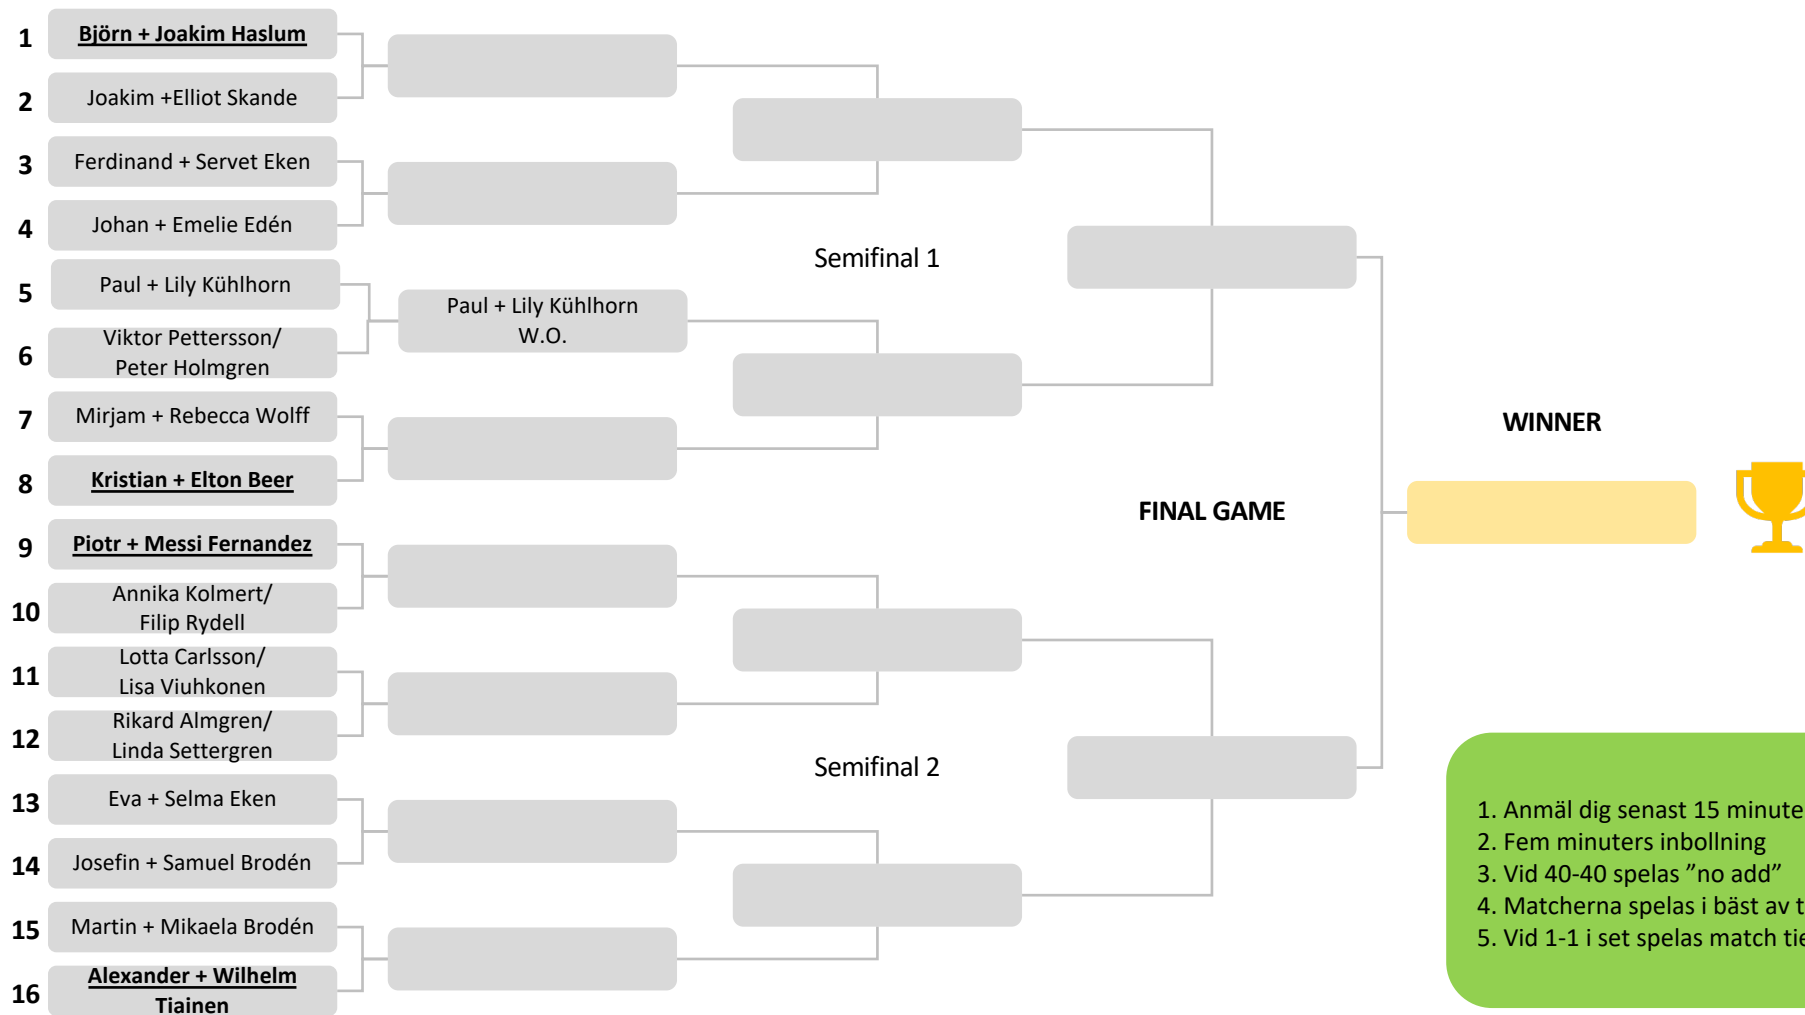 1 Björn + Joakim Haslum
2 Joakim +Elliot Skande
3 Ferdinand + Servet Eken
4 Johan + Emelie Edén
5 Paul + Lily Kühlhorn
6 Viktor Pettersson/
Peter Holmgren
7 Mirjam + Rebecca Wolff
8 Kristian + Elton Beer
9 Piotr + Messi Fernandez
10 Annika Kolmert/
Filip Rydell
11 Lotta Carlsson/
Lisa Viuhkonen
12 Rikard Almgren/
Linda Settergren
13 Eva + Selma Eken
14 Josefin + Samuel Brodén
15 Martin + Mikaela Brodén
16 Alexander + Wilhelm
Tiainen
Paul + Lily Kühlhorn
W.O.
Semifinal 1
Semifinal 2
FINAL GAME
WINNER
1. Anmäl dig senast 15 minute
2. Fem minuters inbollning
3. Vid 40-40 spelas ”no add”
4. Matcherna spelas i bäst av t
5. Vid 1-1 i set spelas match tie